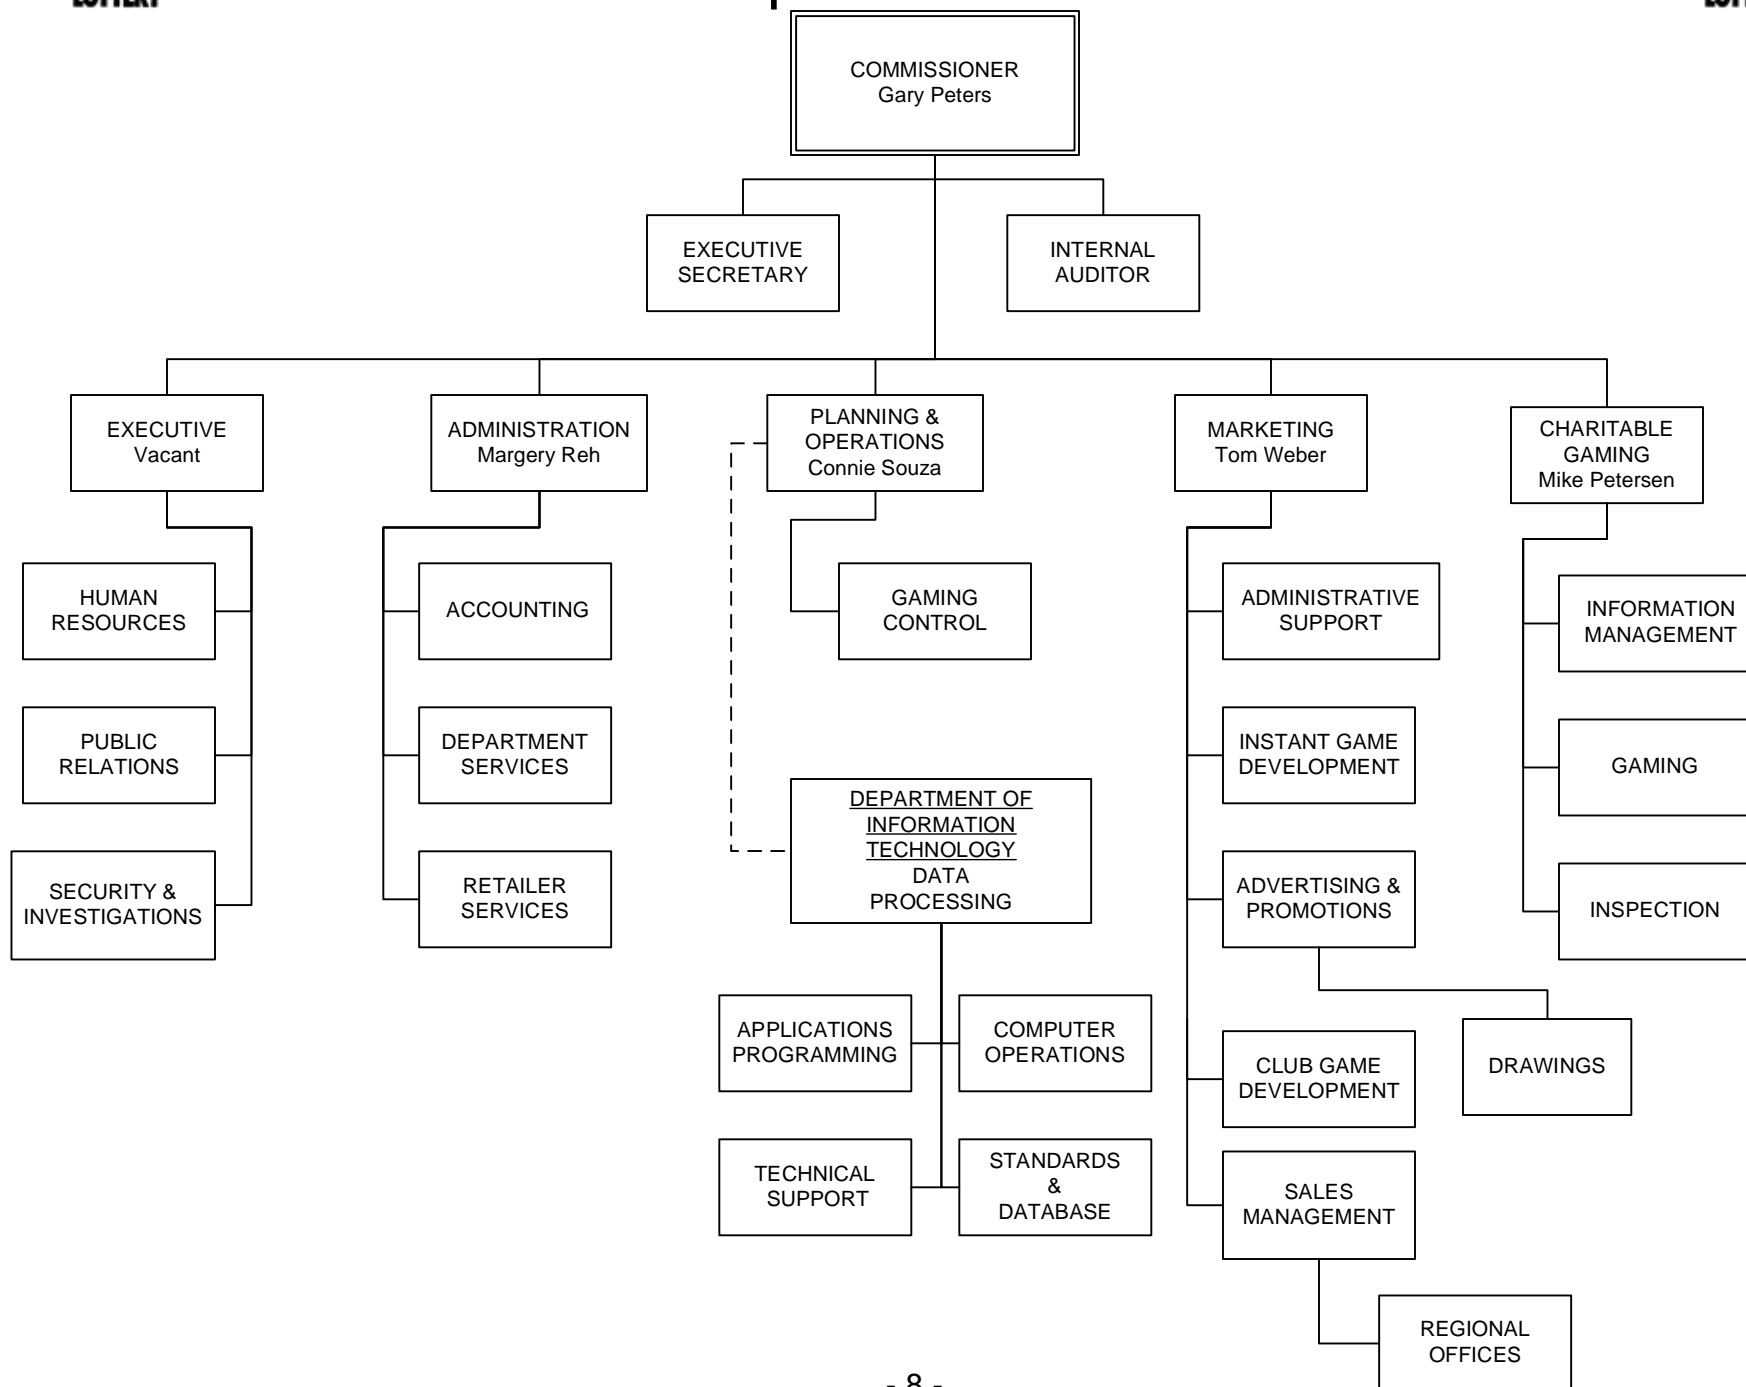 COMMISSIONER
Gary Peters
EXECUTIVE
SECRETARY
INTERNAL
AUDITOR
EXECUTIVE
Vacant
ADMINISTRATION
Margery Reh
PLANNING &
OPERATIONS
Connie Souza
MARKETING
Tom Weber
CHARITABLE
GAMING
Mike Petersen
HUMAN
RESOURCES
ACCOUNTING
GAMING
CONTROL
ADMINISTRATIVE
SUPPORT
INFORMATION
MANAGEMENT
PUBLIC
RELATIONS
DEPARTMENT
SERVICES
INSTANT GAME
DEVELOPMENT
GAMING
DEPARTMENT OF
INFORMATION
TECHNOLOGY
DATA
PROCESSING
SECURITY &
INVESTIGATIONS
RETAILER
SERVICES
ADVERTISING &
PROMOTIONS
INSPECTION
APPLICATIONS
PROGRAMMING
COMPUTER
OPERATIONS
CLUB GAME
DEVELOPMENT
DRAWINGS
TECHNICAL
SUPPORT
STANDARDS
&
DATABASE
SALES
MANAGEMENT
REGIONAL
OFFICES
- 8 -